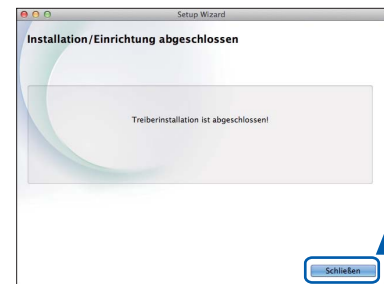 Setup Wizard
Installation/Einrichtung abgeschlossen
Treiberinstallation ist abgeschlossen!
Schließen